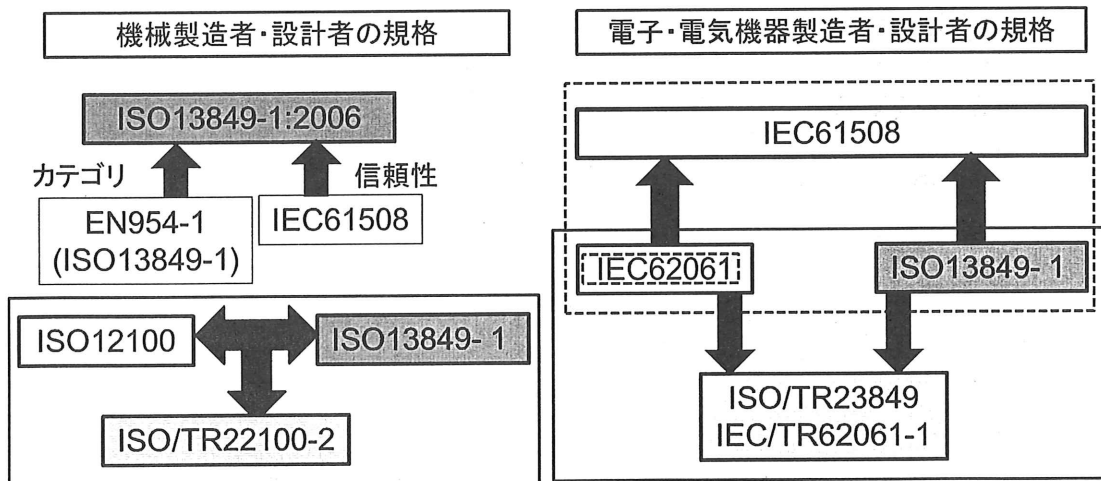 機械製造者・設計者の規格
ISO13849-1:2006
カテゴリ
信頼性
EN954-1
(ISO13849-1)
IEC61508
ISO12100
ISO13849- 1
ISO/TR22100-2
電子・電気機器製造者・設計者の規格
IEC61508
IEC62061
ISO13849- 1
ISO/TR23849
IEC/TR62061-1